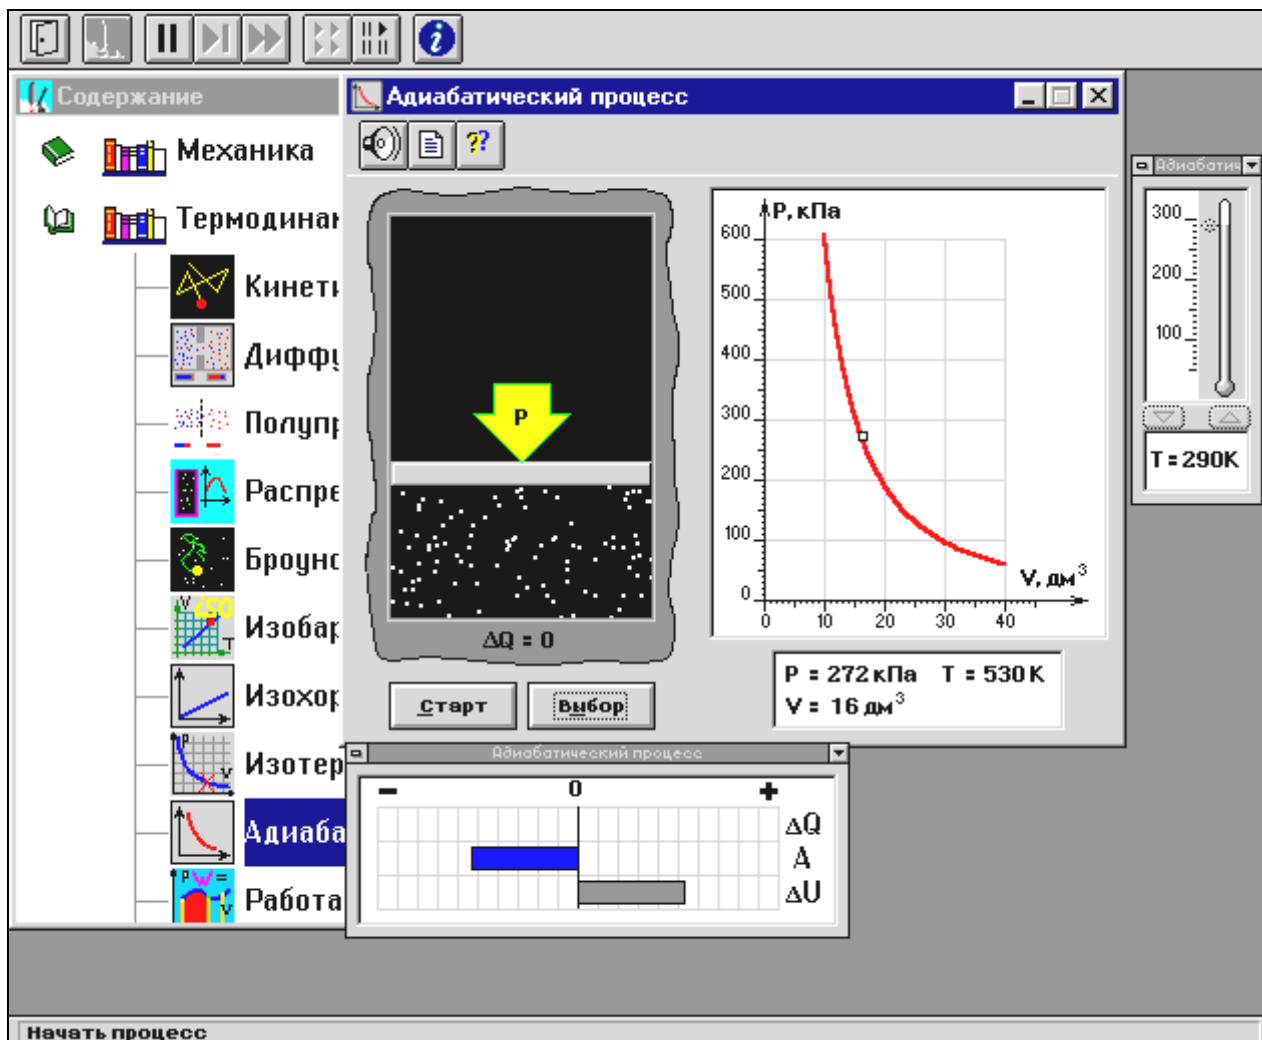 Содержание
Механика
Термодинам
Кинети
Диффу
Полупр
Распре
Броунс
Изобар
Изохор
Изотер
Адиаба
Работа
Адиабатический процесс
??
P
ΔQ = 0
Старт
Выбор
P, кПа
600
500
400
300
200
100
0
0 10 20 30 40
V, дм³
P = 272 кПа T = 530 K
V = 16 дм³
Адиабатич
300
200
100
T = 290K
Адиабатический процесс
− 0 +
ΔQ
A
ΔU
Начать процесс